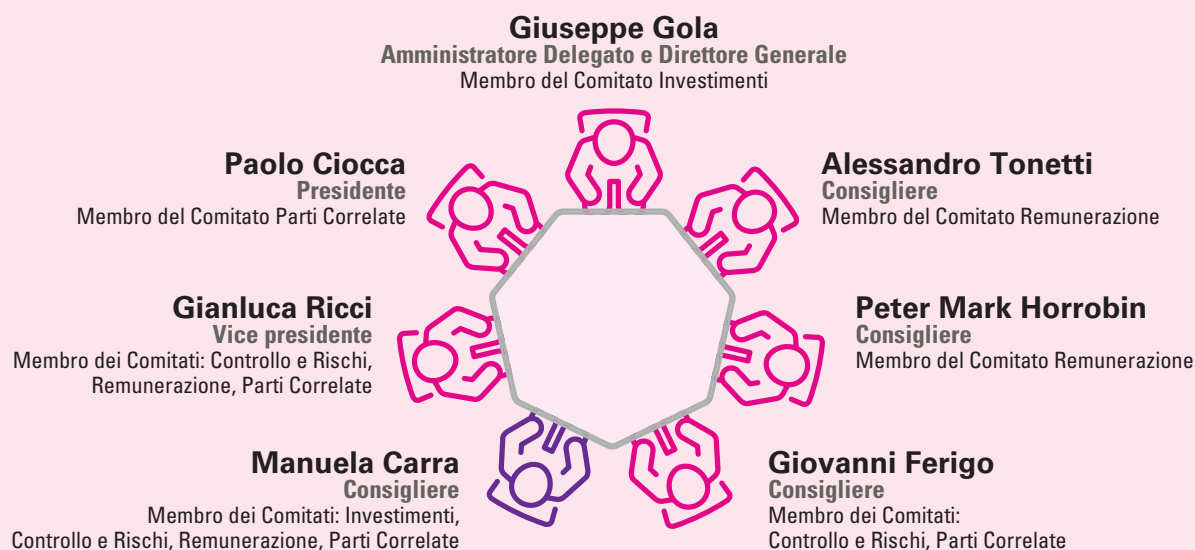 Giuseppe Gola
Amministratore Delegato e Direttore Generale
Membro del Comitato Investimenti
Paolo Ciocca
Presidente
Membro del Comitato Parti Correlate
Alessandro Tonetti
Consigliere
Membro del Comitato Remunerazione
Gianluca Ricci
Vice presidente
Membro dei Comitati: Controllo e Rischi,
Remunerazione, Parti Correlate
Peter Mark Horrobin
Consigliere
Membro del Comitato Remunerazione
Manuela Carra
Consigliere
Membro dei Comitati: Investimenti,
Controllo e Rischi, Remunerazione, Parti Correlate
Giovanni Ferigo
Consigliere
Membro dei Comitati:
Controllo e Rischi, Parti Correlate